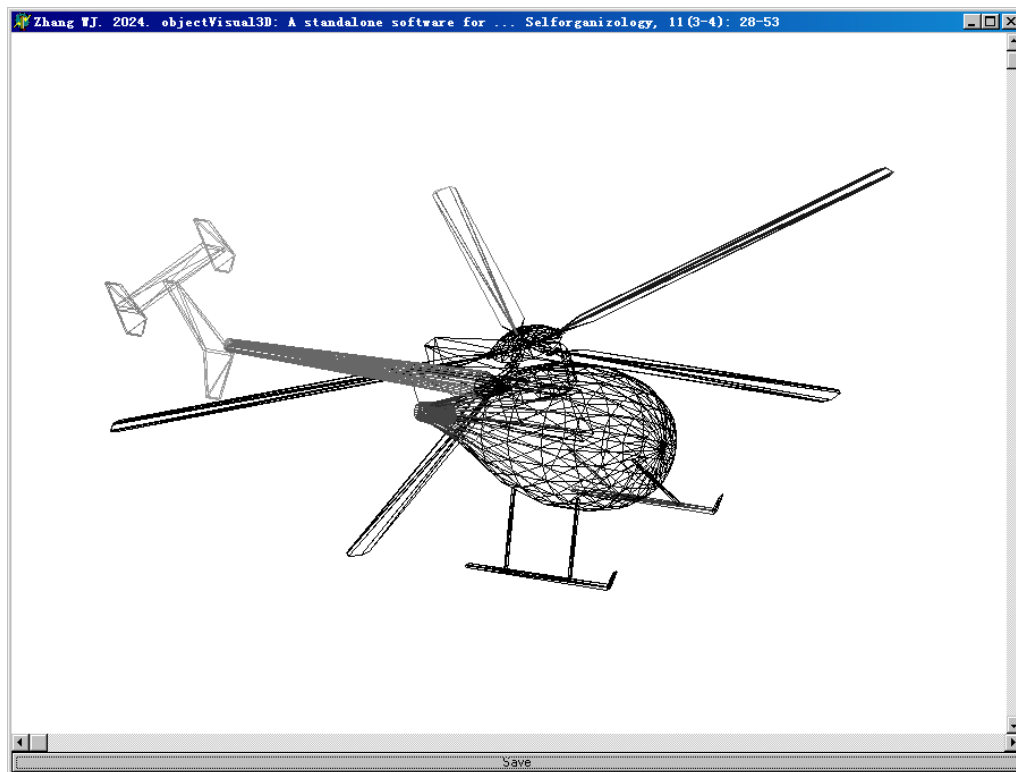 Zhang WJ. 2024. objectVisual3D: A standalone software for ... Selforganizology, 11(3-4): 28-53
Save